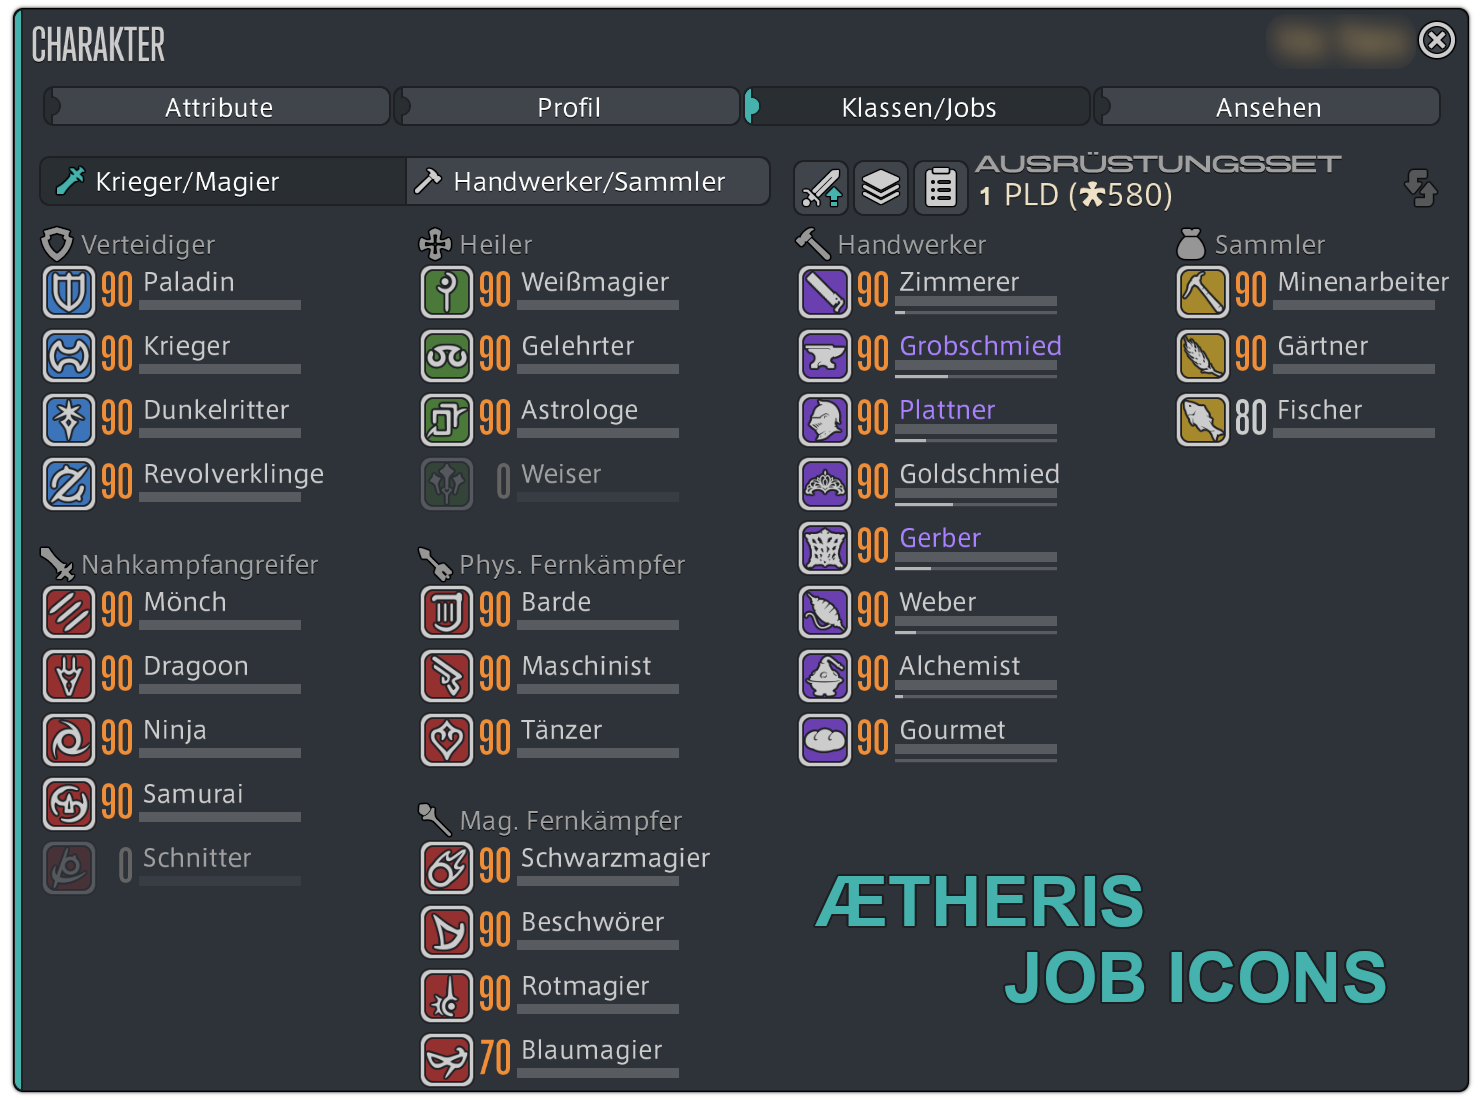 CHARAKTER
Attribute
Profil
Klassen/Jobs
Ansehen
Krieger/Magier
Handwerker/Sammler
AUSRÜSTUNGSSET
1 PLD (580)
Verteidiger
90 Paladin
90 Krieger
90 Dunkelritter
90 Revolverklinge
Nahkampfangreifer
90 Mönch
90 Dragoon
90 Ninja
90 Samurai
0 Schnitter
Heiler
90 Weißmagier
90 Gelehrter
90 Astrologe
0 Weiser
Phys. Fernkämpfer
90 Barde
90 Maschinist
90 Tänzer
Mag. Fernkämpfer
90 Schwarzmagier
90 Beschwörer
90 Rotmagier
70 Blaumagier
Handwerker
90 Zimmerer
90 Grobschmied
90 Plattner
90 Goldschmied
90 Gerber
90 Weber
90 Alchemist
90 Gourmet
Sammler
90 Minenarbeiter
90 Gärtner
80 Fischer
ÆTHERIS
JOB ICONS